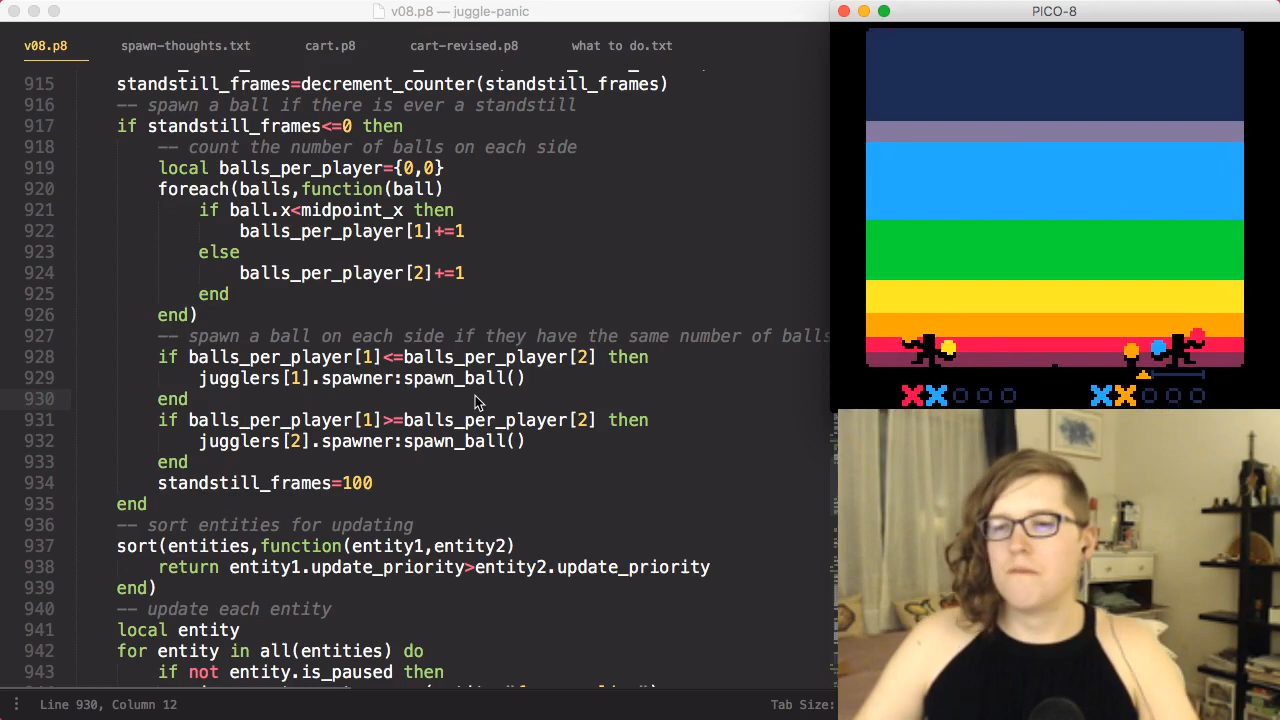 v08.p8 — juggle-panic
PICO-8
v08.p8 spawn-thoughts.txt cart.p8 cart-revised.p8 what to do.txt
915 standstill_frames=decrement_counter(standstill_frames)
916 -- spawn a ball if there is ever a standstill
917 if standstill_frames<=0 then
918 -- count the number of balls on each side
919 local balls_per_player={0,0}
920 foreach(balls,function(ball)
921 if ball.x<midpoint_x then
922 balls_per_player[1]+=1
923 else
924 balls_per_player[2]+=1
925 end
926 end)
927 -- spawn a ball on each side if they have the same number of balls
928 if balls_per_player[1]<=balls_per_player[2] then
929 jugglers[1].spawner:spawn_ball()
930 end
931 if balls_per_player[1]>=balls_per_player[2] then
932 jugglers[2].spawner:spawn_ball()
933 end
934 standstill_frames=100
935 end
936 -- sort entities for updating
937 sort(entities,function(entity1,entity2)
938 return entity1.update_priority>entity2.update_priority
939 end)
940 -- update each entity
941 local entity
942 for entity in all(entities) do
943 if not entity.is_paused then
Line 930, Column 12
Tab Size: